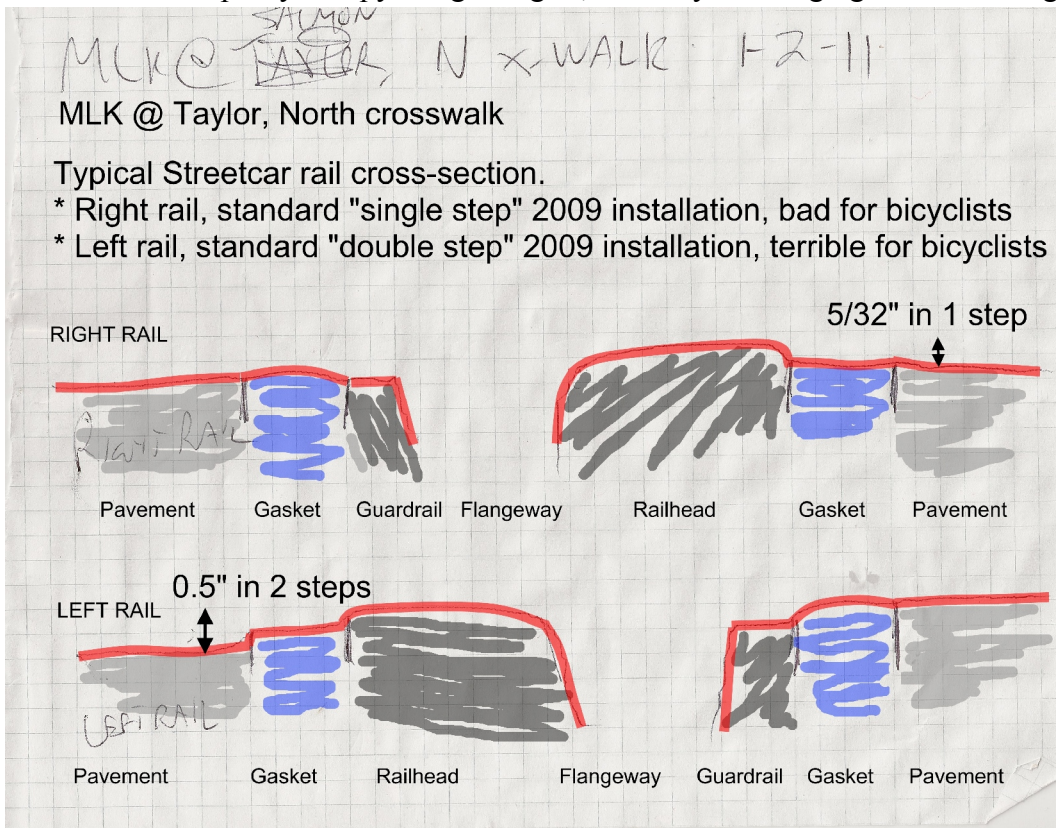 SALMON
MLK @ TAYLOR, N X-WALK 1-2-11
MLK @ Taylor, North crosswalk
Typical Streetcar rail cross-section.
* Right rail, standard "single step" 2009 installation, bad for bicyclists
* Left rail, standard "double step" 2009 installation, terrible for bicyclists
5/32" in 1 step
RIGHT RAIL
RIGHT RAIL
Pavement Gasket Guardrail Flangeway Railhead Gasket Pavement
0.5" in 2 steps
LEFT RAIL
LEFT RAIL
Pavement Gasket Railhead Flangeway Guardrail Gasket Pavement